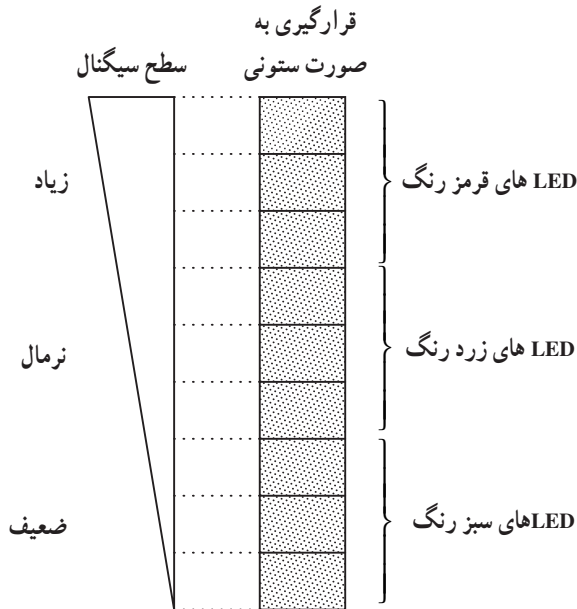 قرارگیری به
صورت ستونی
سطح سیگنال
LED های قرمز رنگ
زیاد
LED های زرد رنگ
نرمال
LEDهای سبز رنگ
ضعیف